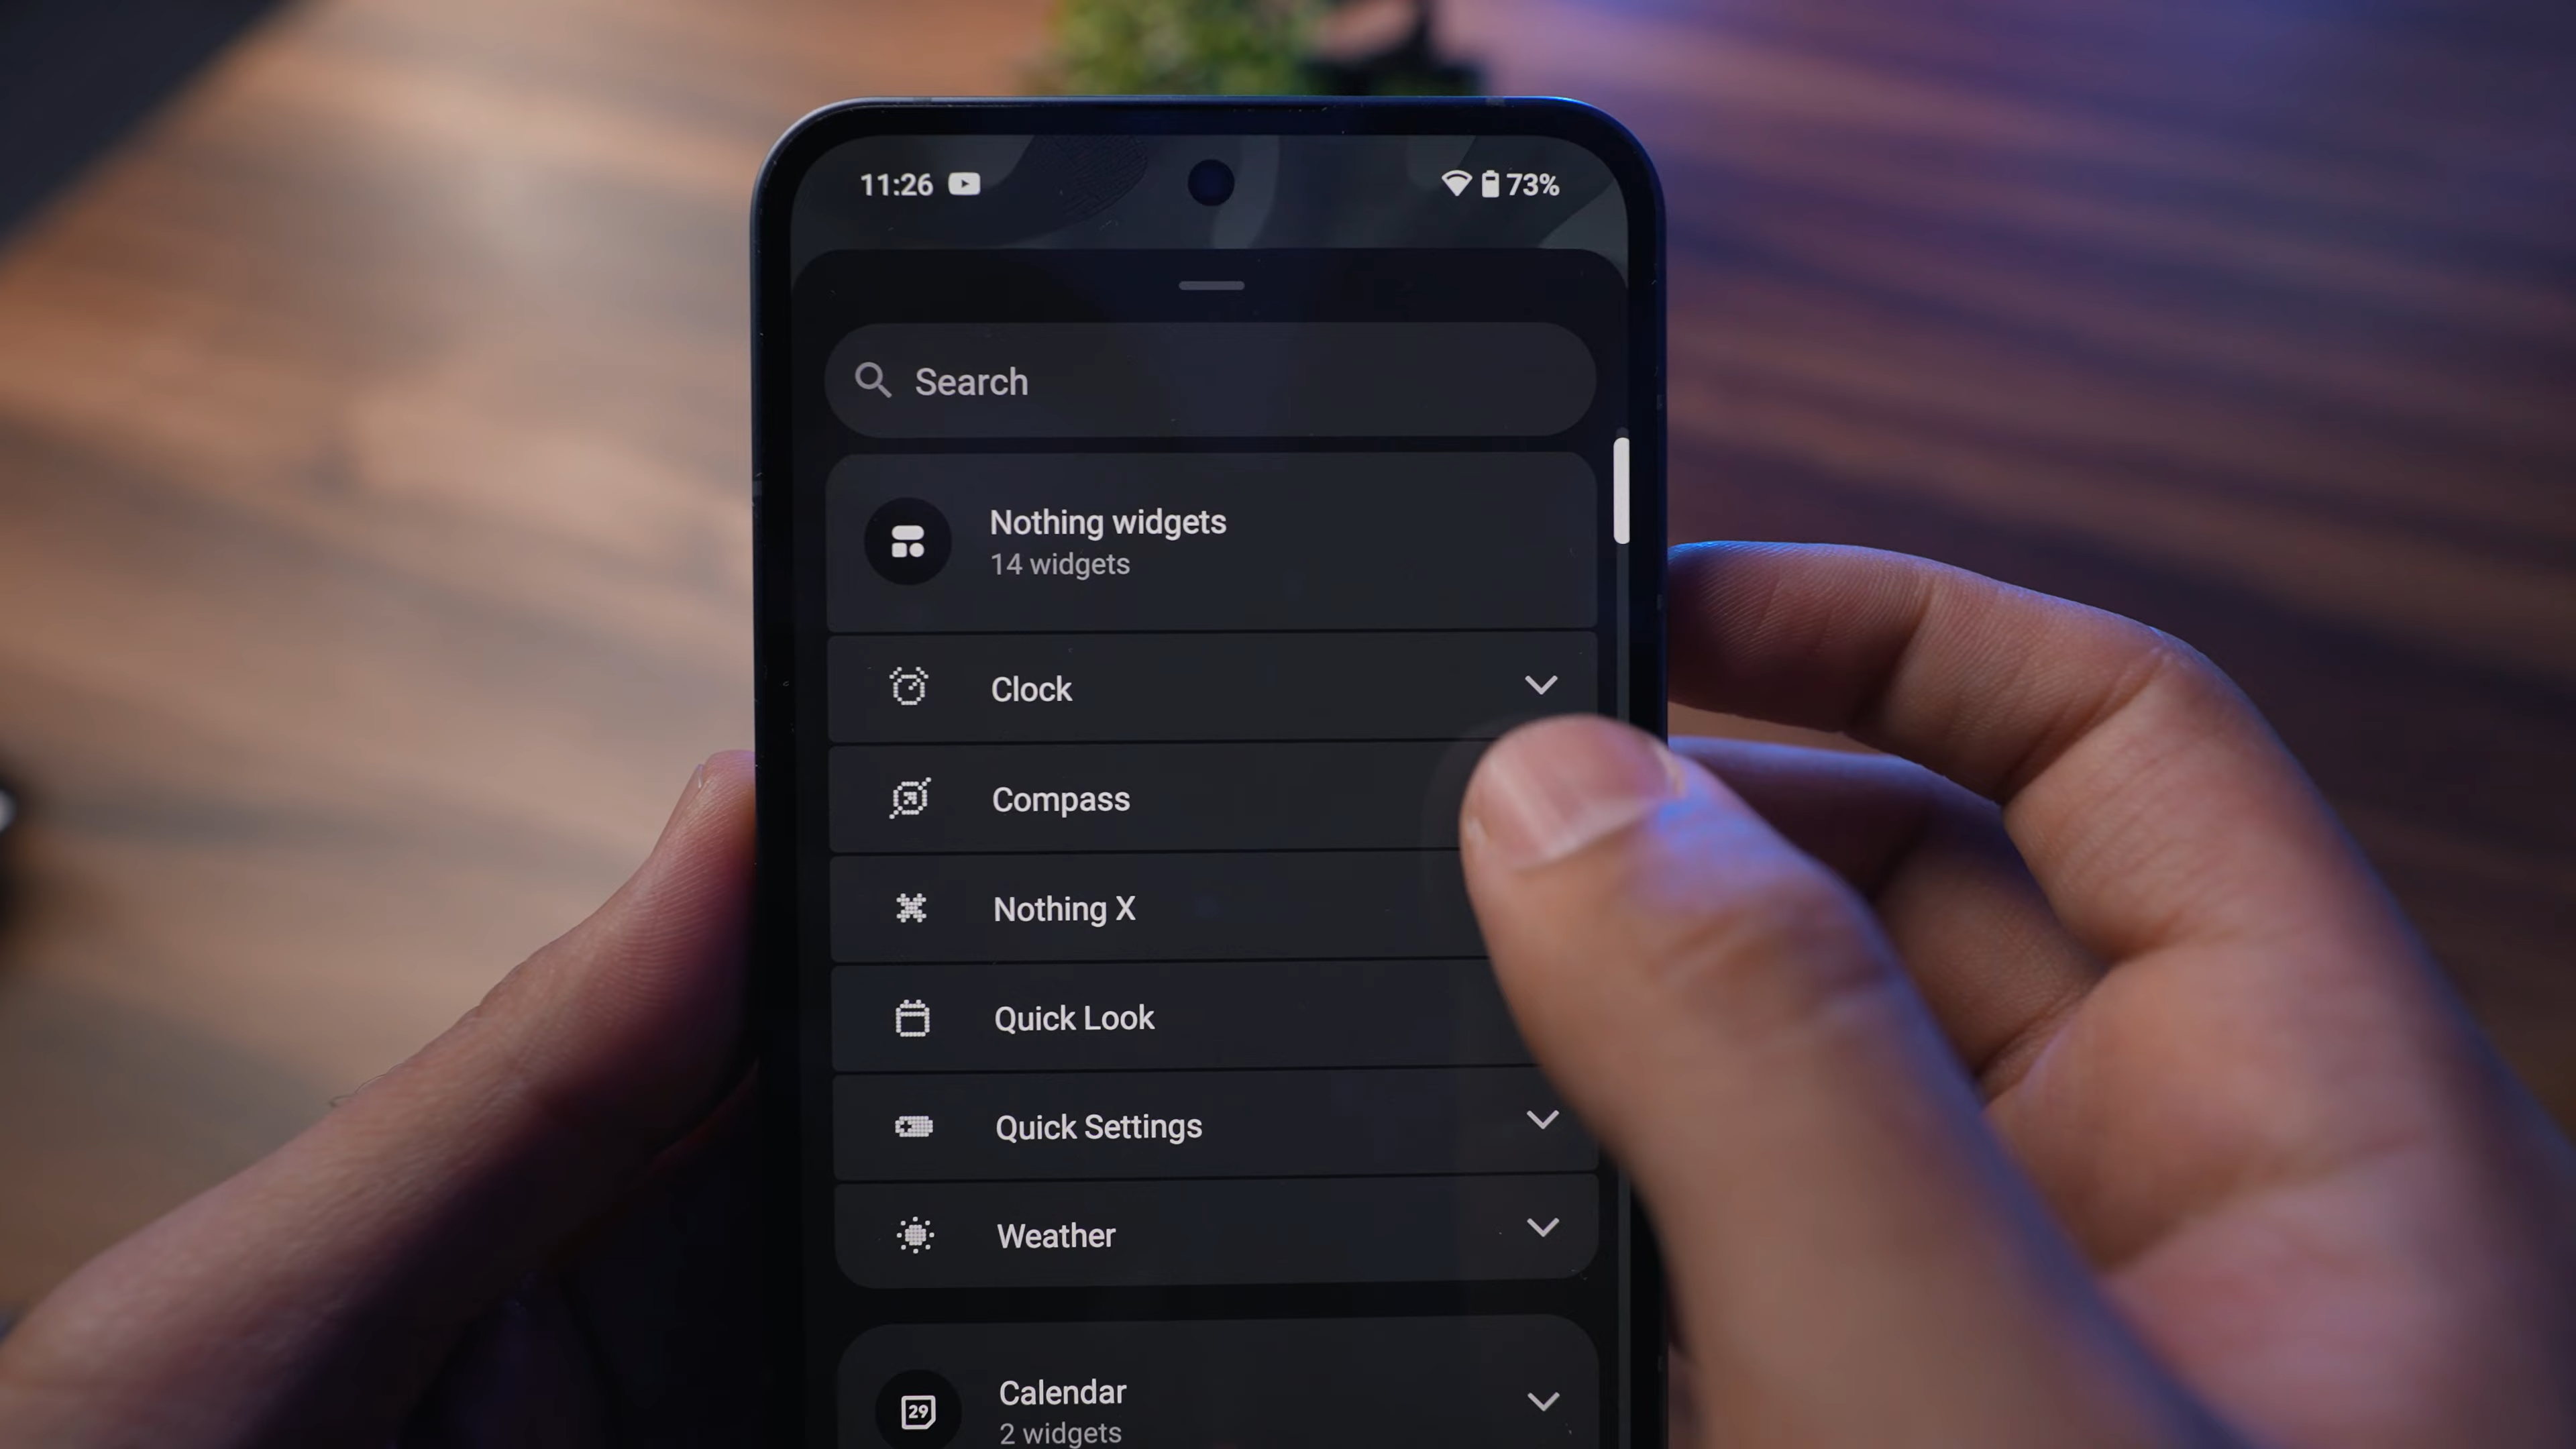 11:26
73%
Search
Nothing widgets
14 widgets
Clock
Compass
Nothing X
Quick Look
Quick Settings
Weather
Calendar
29
2 widgets